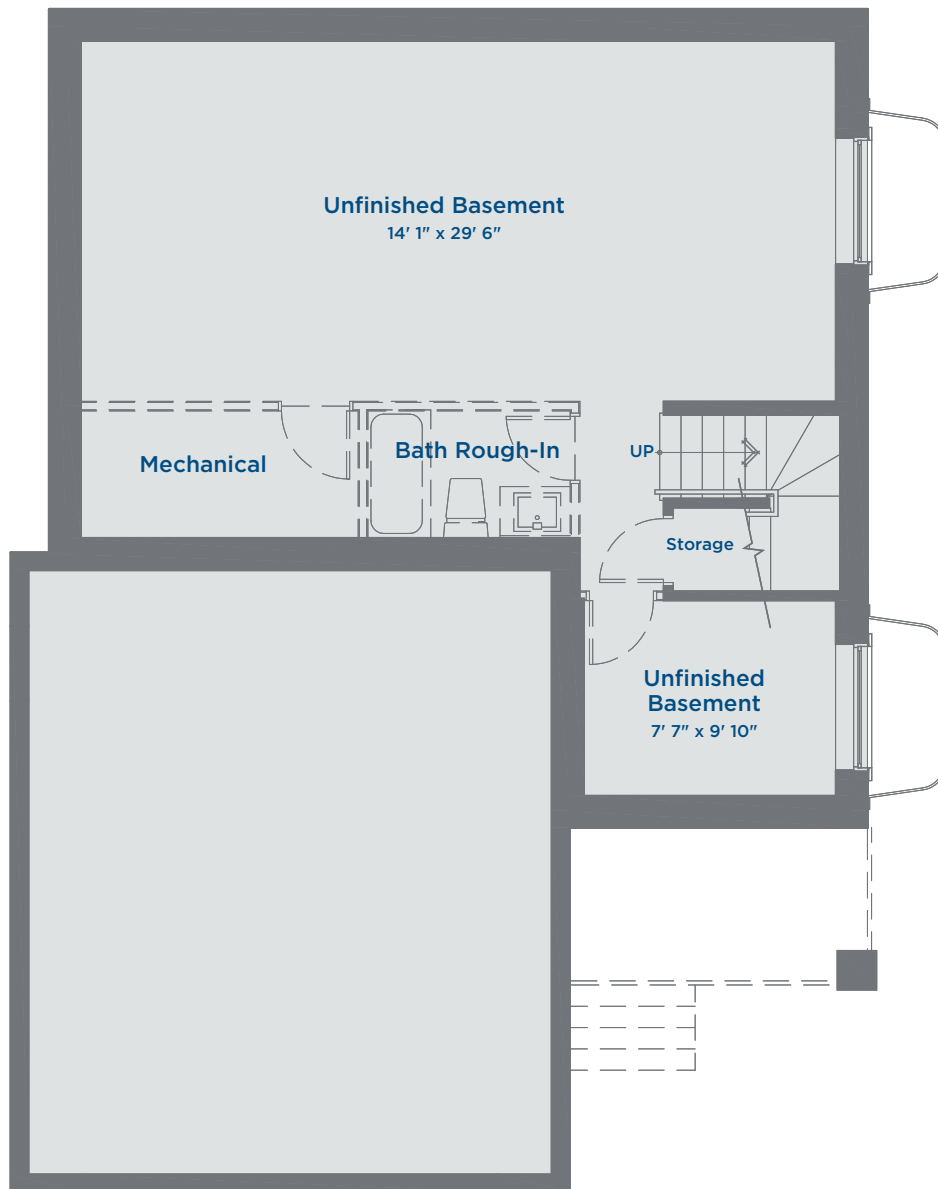 Unfinished Basement
14' 1" x 29' 6"
Mechanical
Bath Rough-In
UP
Storage
Unfinished
Basement
7' 7" x 9' 10"